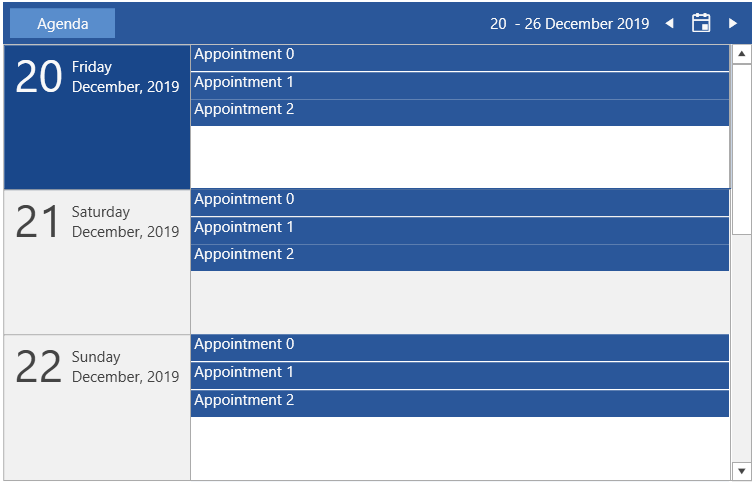 Agenda
20 - 26 December 2019
20
Friday
December, 2019
Appointment 0
Appointment 1
Appointment 2
21
Saturday
December, 2019
Appointment 0
Appointment 1
Appointment 2
22
Sunday
December, 2019
Appointment 0
Appointment 1
Appointment 2